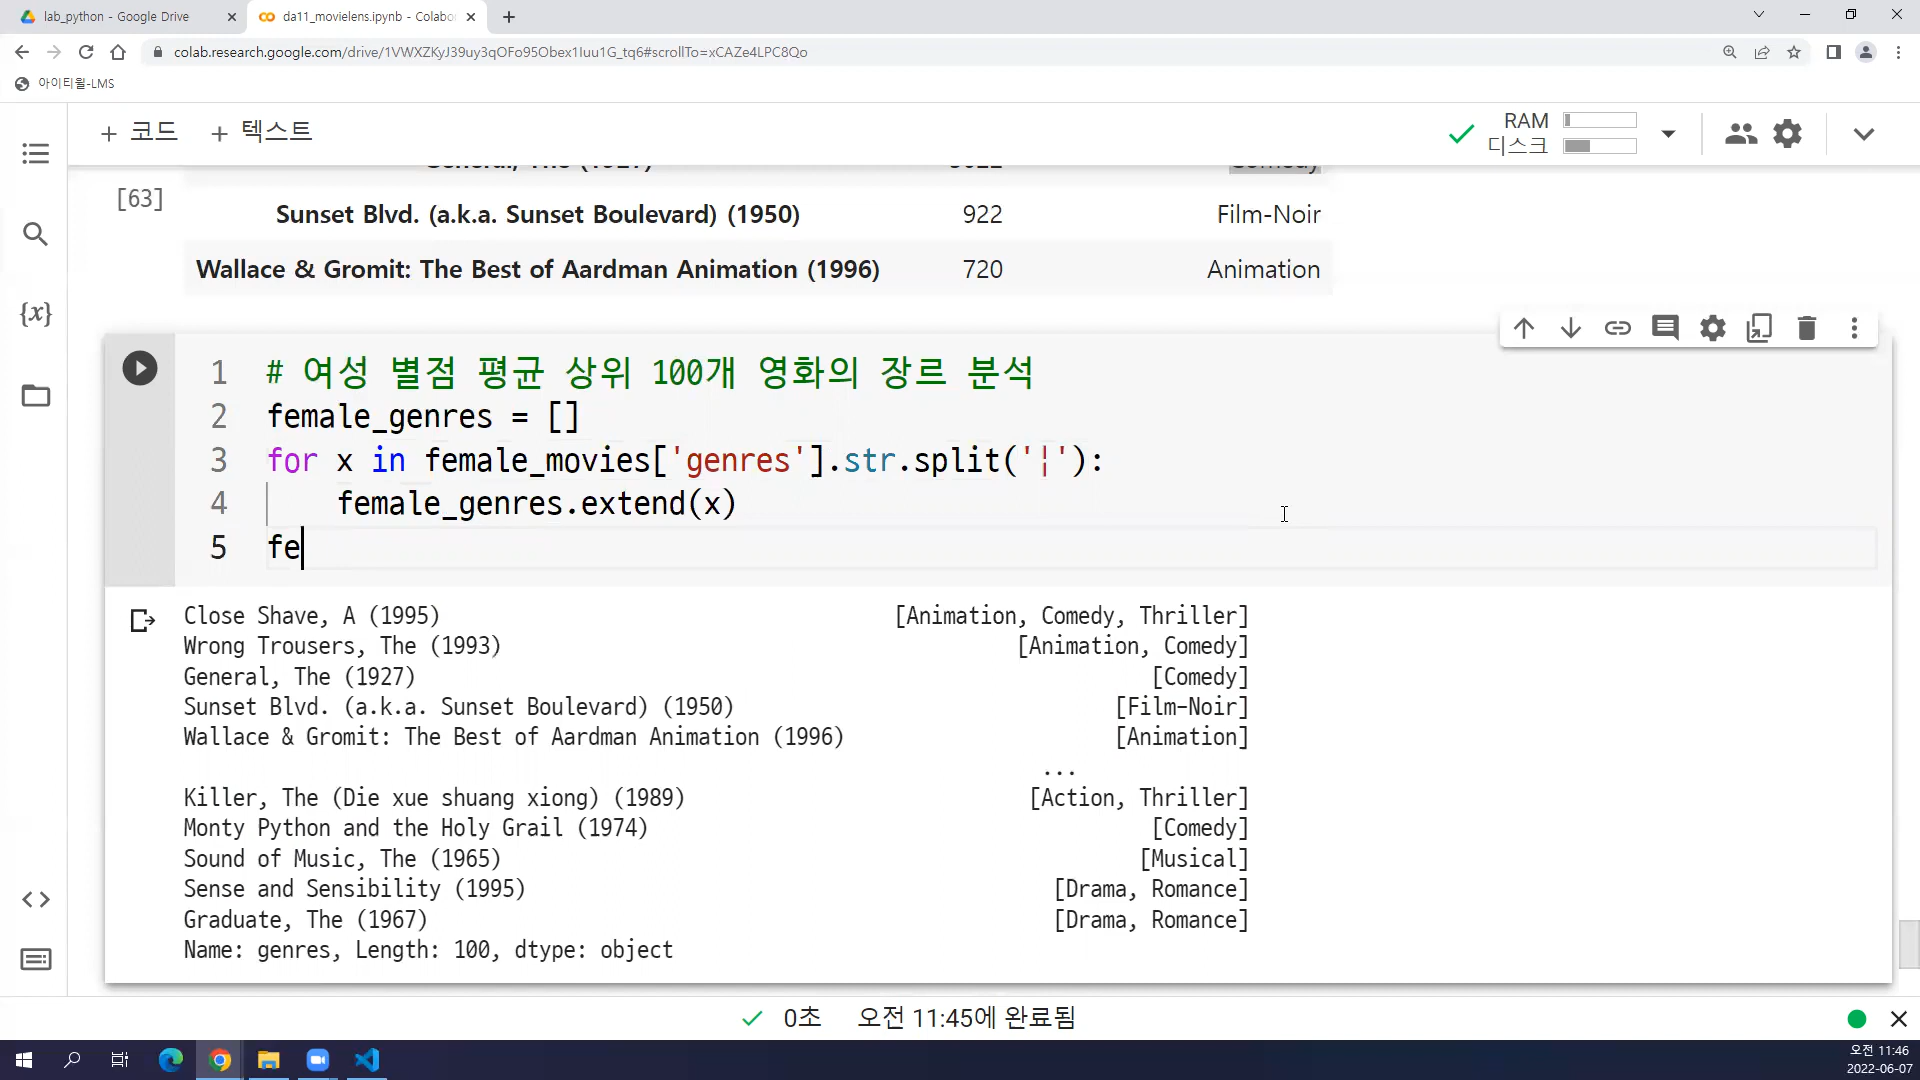 lab_python - Google Drive
da11_movielens.ipynb - Colabo
colab.research.google.com/drive/1VWXZKyJ39uy3qOFo95Obex1Iuu1G_tq6#scrollTo=xCAZe4LPC8Qo
아이티윌-LMS
+ 코드 + 텍스트
RAM
디스크
General, The (1927) Comedy
[63]
Sunset Blvd. (a.k.a. Sunset Boulevard) (1950) 922 Film-Noir
Wallace & Gromit: The Best of Aardman Animation (1996) 720 Animation
{x}
1 # 여성 별점 평균 상위 100개 영화의 장르 분석
2 female_genres = []
3 for x in female_movies['genres'].str.split('|'):
4 female_genres.extend(x)
5 fe
Close Shave, A (1995) [Animation, Comedy, Thriller]
Wrong Trousers, The (1993) [Animation, Comedy]
General, The (1927) [Comedy]
Sunset Blvd. (a.k.a. Sunset Boulevard) (1950) [Film-Noir]
Wallace & Gromit: The Best of Aardman Animation (1996) [Animation]
...
Killer, The (Die xue shuang xiong) (1989) [Action, Thriller]
Monty Python and the Holy Grail (1974) [Comedy]
Sound of Music, The (1965) [Musical]
Sense and Sensibility (1995) [Drama, Romance]
Graduate, The (1967) [Drama, Romance]
Name: genres, Length: 100, dtype: object
0초 오전 11:45에 완료됨
오전 11:46
2022-06-07